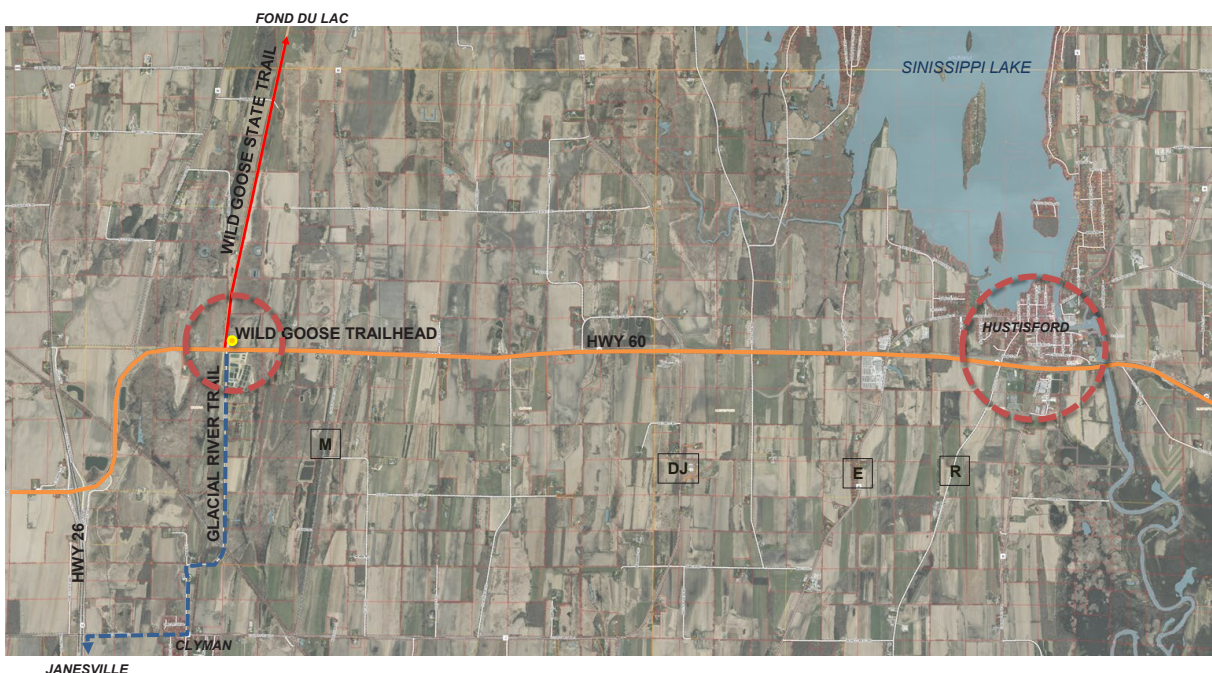 FOND DU LAC
WILD GOOSE STATE TRAIL
SINISSIPPI LAKE
WILD GOOSE TRAILHEAD
HUSTISFORD
HWY 60
GLACIAL RIVER TRAIL
M
DJ
E
R
HWY 26
CLYMAN
JANESVILLE